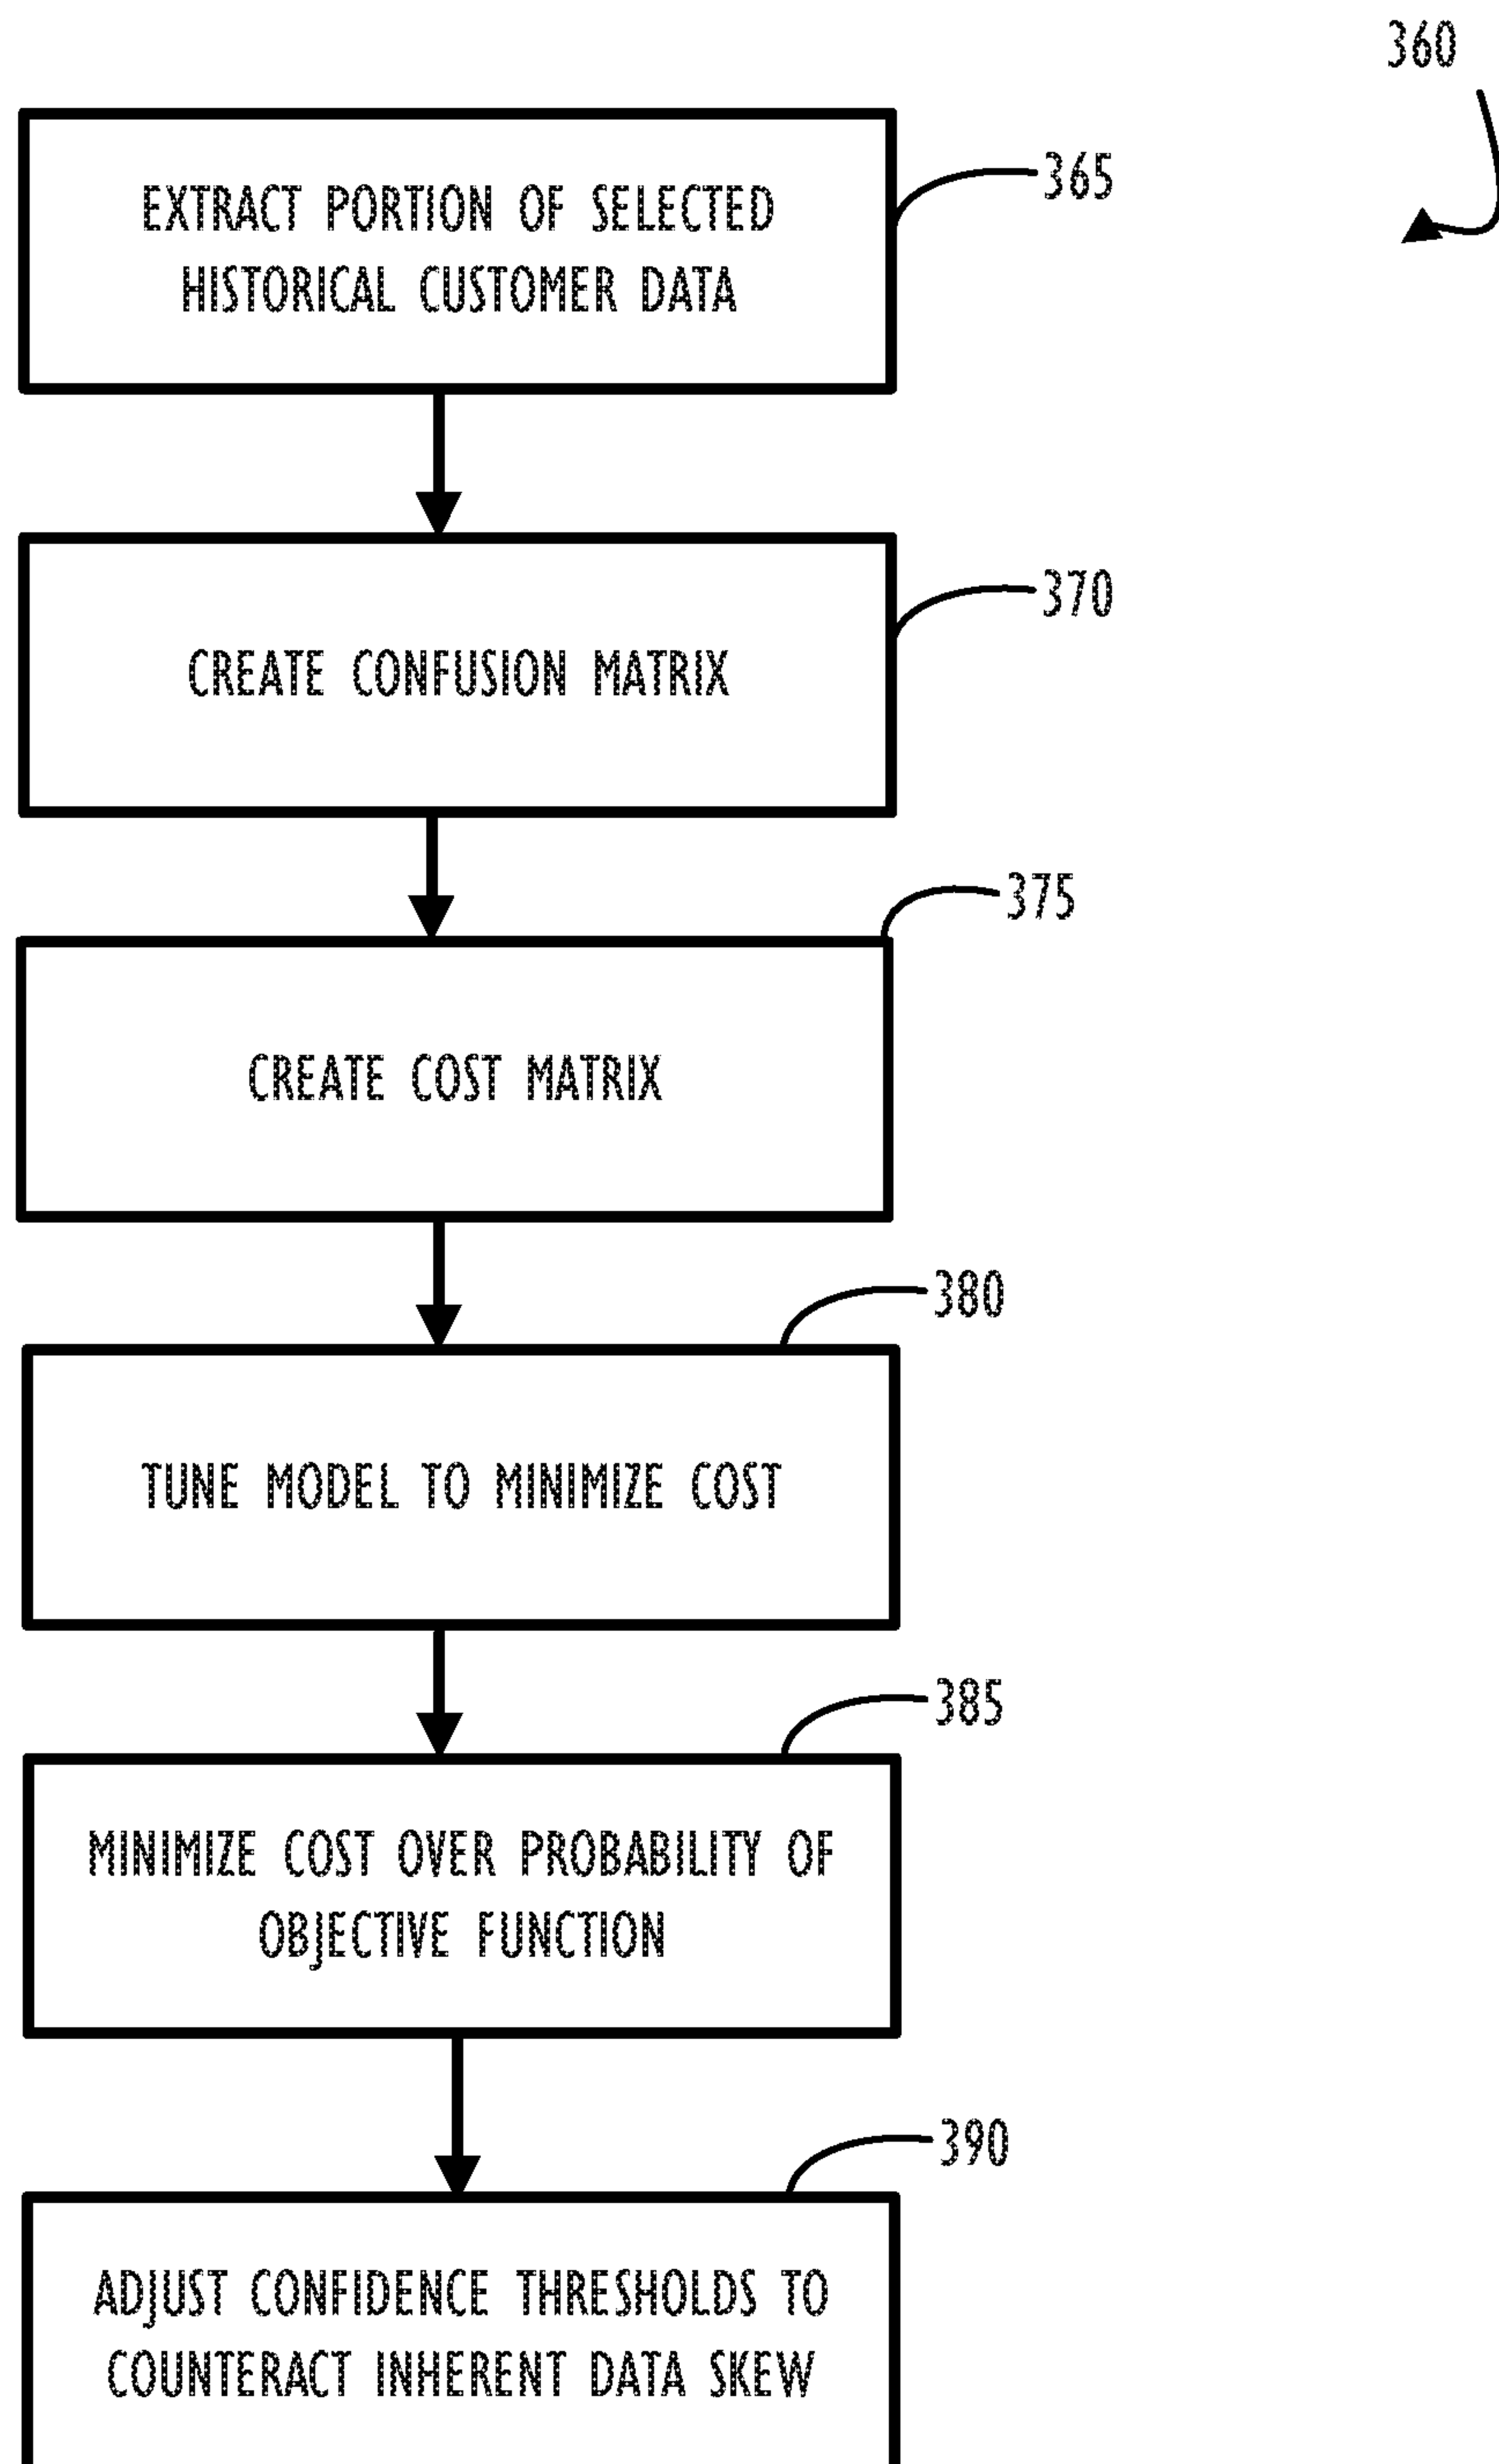 360
EXTRACT PORTION OF SELECTED
HISTORICAL CUSTOMER DATA
365
CREATE CONFUSION MATRIX
370
375
CREATE COST MATRIX
380
TUNE MODEL TO MINIMIZE COST
385
MINIMIZE COST OVER PROBABILITY OF
OBJECTIVE FUNCTION
390
ADJUST CONFIDENCE THRESHOLDS TO
COUNTERACT INHERENT DATA SKEW